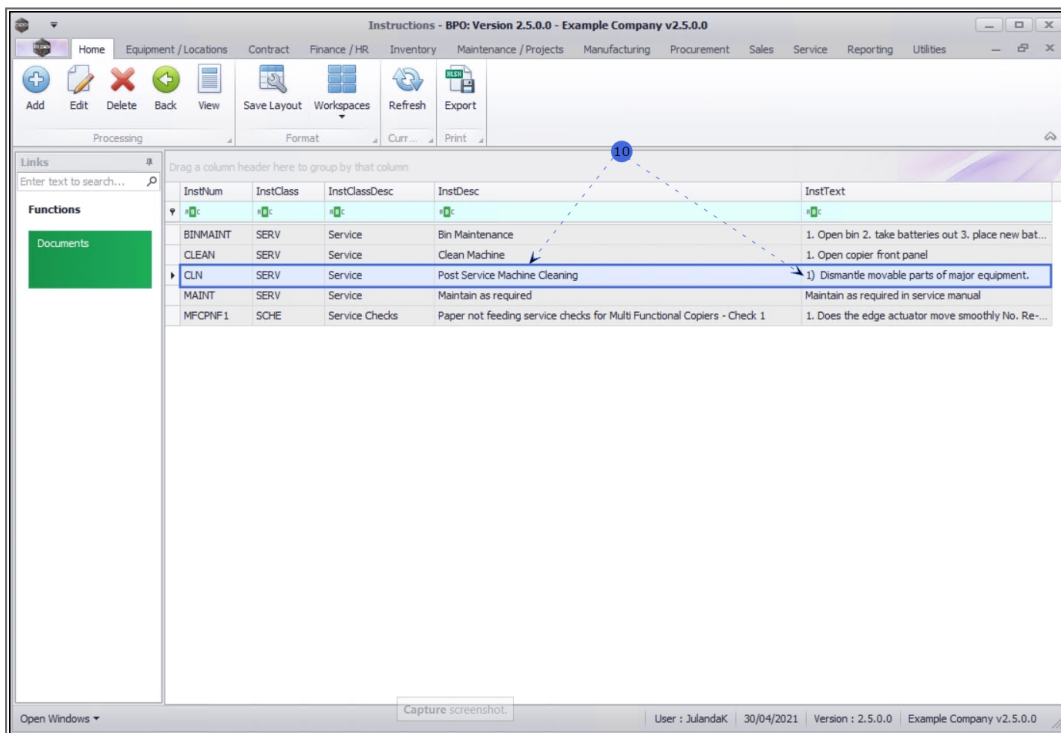 Instructions - BPO: Version 2.5.0.0 - Example Company v2.5.0.0
Home Equipment / Locations Contract Finance / HR Inventory Maintenance / Projects Manufacturing Procurement Sales Service Reporting Utilities
Add Edit Delete Back View Save Layout Workspaces Refresh Export
Processing Format Curr... Print
Links
Drag a column header here to group by that column
Enter text to search...
10
InstNum InstClass InstClassDesc InstDesc InstText
Functions
Documents
BINMAINT SERV Service Bin Maintenance 1. Open bin 2. take batteries out 3. place new bat...
CLEAN SERV Service Clean Machine 1. Open copier front panel
CLN SERV Service Post Service Machine Cleaning 1) Dismantle movable parts of major equipment.
MAINT SERV Service Maintain as required Maintain as required in service manual
MFCPNF1 SCHE Service Checks Paper not feeding service checks for Multi Functional Copiers - Check 1 1. Does the edge actuator move smoothly No. Re-...
Capture screenshot.
Open Windows User : JulandaK 30/04/2021 Version : 2.5.0.0 Example Company v2.5.0.0